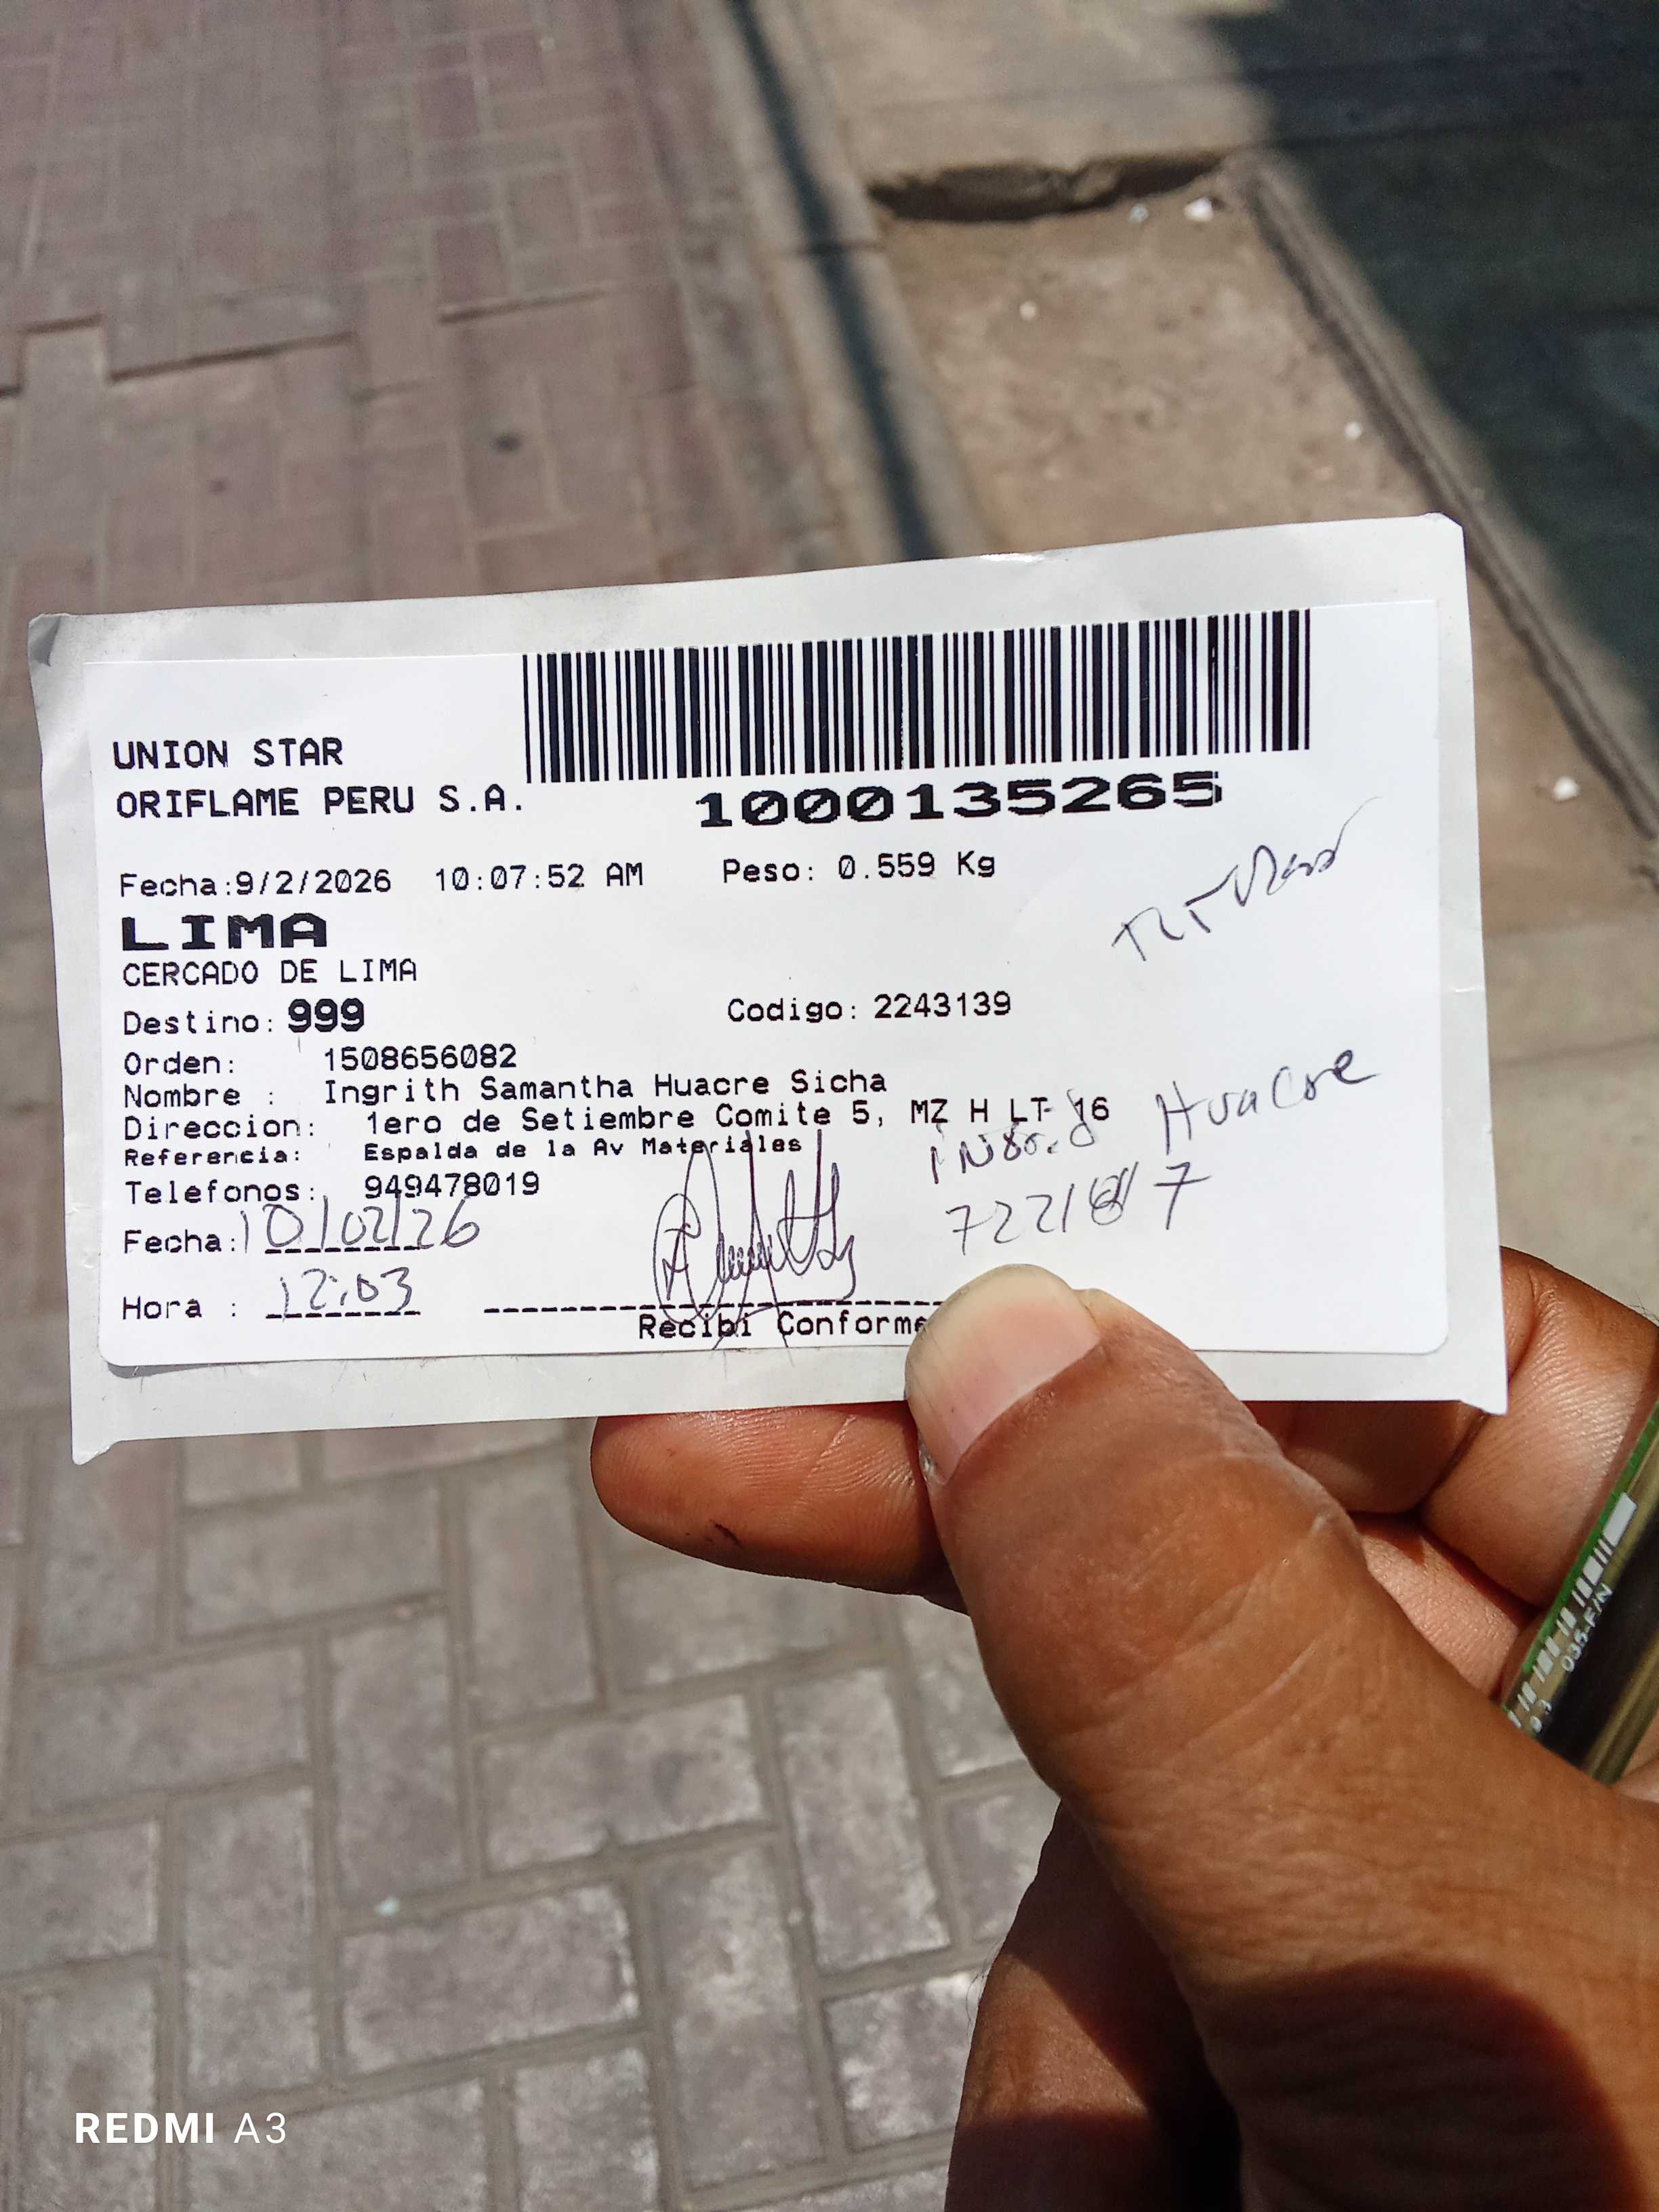 UNION STAR
ORIFLAME PERU S.A.
1000135265
Fecha:9/2/2026 10:07:52 AM Peso: 0.559 Kg
LIMA
CERCADO DE LIMA
Destino: 999 Codigo: 2243139
Orden: 1508656082
Nombre : Ingrith Samantha Huacre Sicha
Direccion: 1ero de Setiembre Comite 5, MZ H LT 16
Huacre
Referencia: Espalda de la Av Materiales
Telefonos: 949478019
Fecha: 10/02/26
Hora : 12:03
Recibi Conforme
035-F/N
REDMI A3